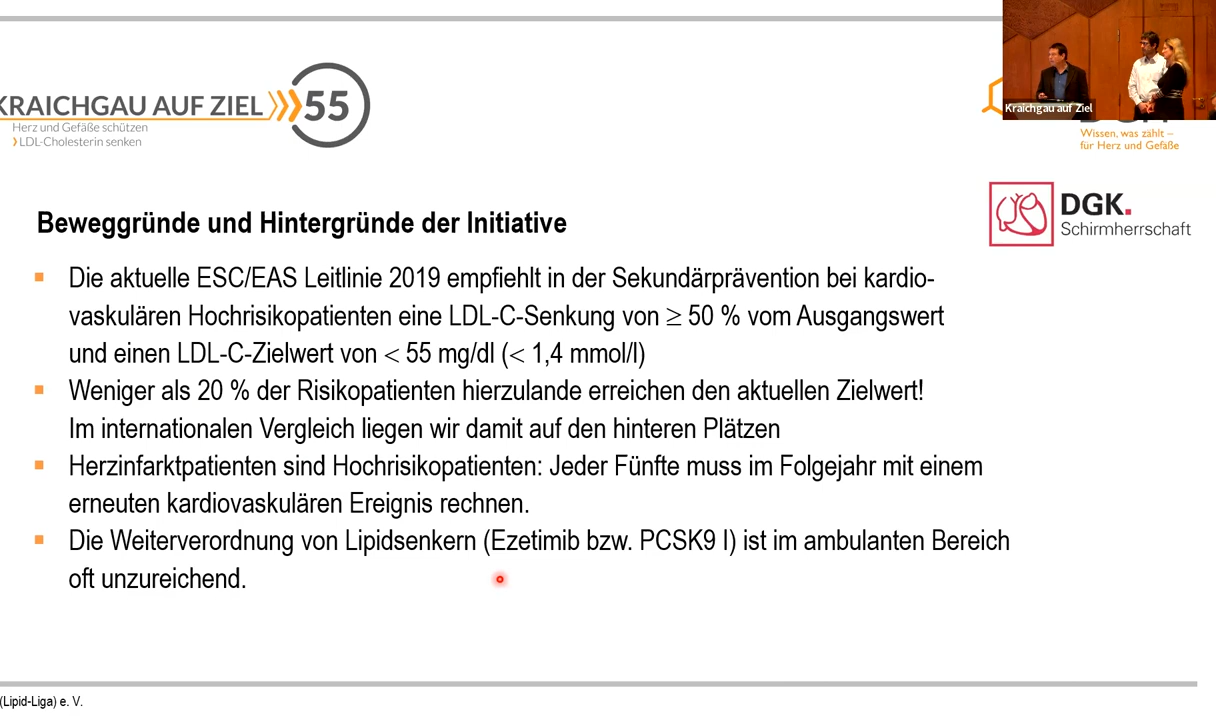 Kraichgau auf Ziel
KRAICHGAU AUF ZIEL 55
Herz und Gefäße schützen
LDL-Cholesterin senken
Wissen, was zählt –
für Herz und Gefäße
DGK.
Schirmherrschaft
Beweggründe und Hintergründe der Initiative
Die aktuelle ESC/EAS Leitlinie 2019 empfiehlt in der Sekundärprävention bei kardio-
vaskulären Hochrisikopatienten eine LDL-C-Senkung von ≥ 50 % vom Ausgangswert
und einen LDL-C-Zielwert von < 55 mg/dl (< 1,4 mmol/l)
Weniger als 20 % der Risikopatienten hierzulande erreichen den aktuellen Zielwert!
Im internationalen Vergleich liegen wir damit auf den hinteren Plätzen
Herzinfarktpatienten sind Hochrisikopatienten: Jeder Fünfte muss im Folgejahr mit einem
erneuten kardiovaskulären Ereignis rechnen.
Die Weiterverordnung von Lipidsenkern (Ezetimib bzw. PCSK9 I) ist im ambulanten Bereich
oft unzureichend.
(Lipid-Liga) e. V.